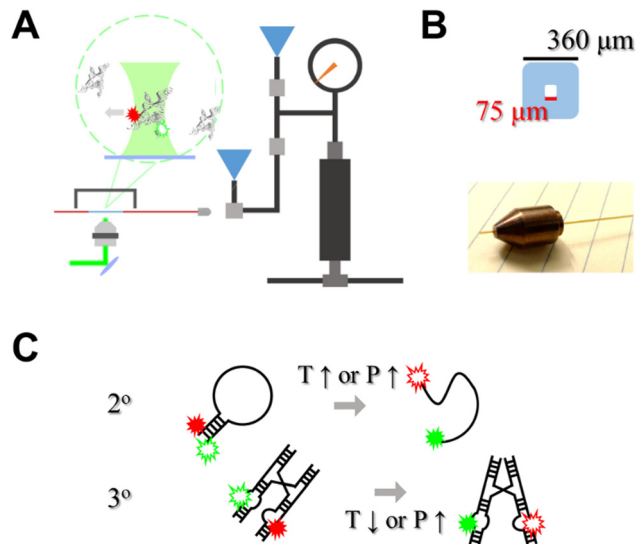 A
B
360 μm
75 μm
C
2º
T ↑ or P ↑
3º
T ↓ or P ↑